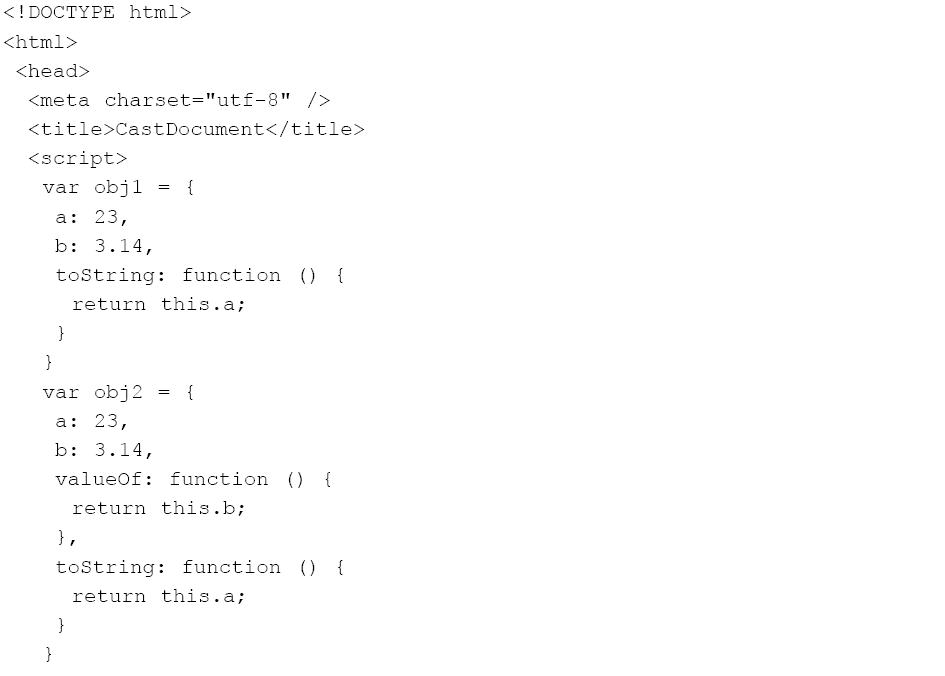 <!DOCTYPE html>
<html>
<head>
<meta charset="utf-8" />
<title>CastDocument</title>
<script>
var obj1 = {
a: 23,
b: 3.14,
toString: function () {
return this.a;
}
}
var obj2 = {
a: 23,
b: 3.14,
valueOf: function () {
return this.b;
},
toString: function () {
return this.a;
}
}